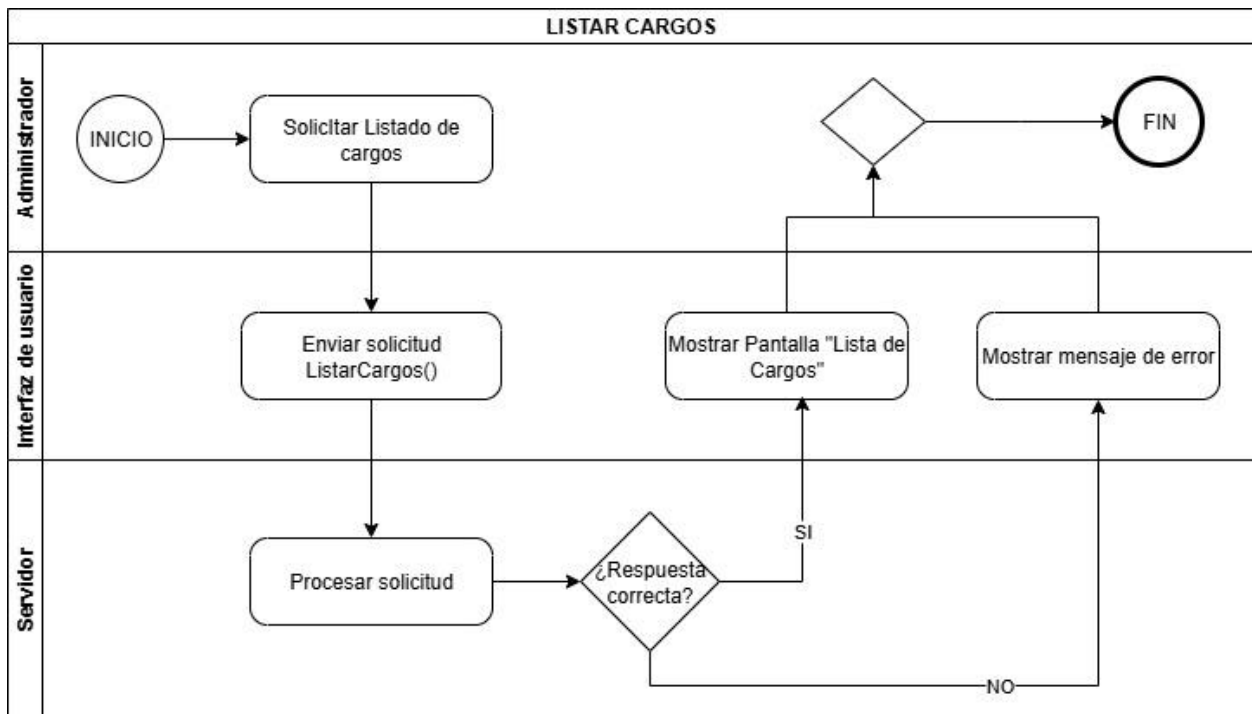 LISTAR CARGOS
Administrador
INICIO
Solicltar Listado de
cargos
FIN
Interfaz de usuario
Enviar solicitud
ListarCargos()
Mostrar Pantalla "Lista de
Cargos"
Mostrar mensaje de error
Servidor
Procesar solicitud
¿Respuesta
correcta?
SI
NO